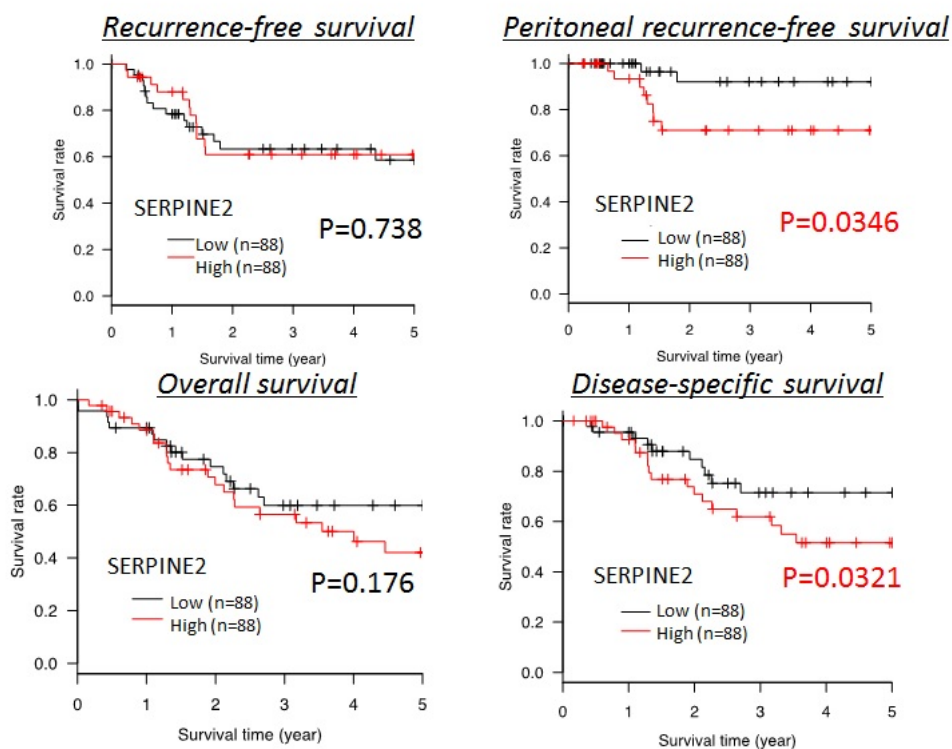 Recurrence-free survival
1.0
0.8
0.6
0.4
0.2
0.0
Survival rate
SERPINE2
P=0.738
Low (n=88)
High (n=88)
0 1 2 3 4 5
Survival time (year)
Peritoneal recurrence-free survival
1.0
0.8
0.6
0.4
0.2
0.0
Survival rate
SERPINE2
P=0.0346
Low (n=88)
High (n=88)
0 1 2 3 4 5
Survival time (year)
Overall survival
1.0
0.8
0.6
0.4
0.2
0.0
Survival rate
SERPINE2
P=0.176
Low (n=88)
High (n=88)
0 1 2 3 4 5
Survival time (year)
Disease-specific survival
1.0
0.8
0.6
0.4
0.2
0.0
Survival rate
SERPINE2
P=0.0321
Low (n=88)
High (n=88)
0 1 2 3 4 5
Survival time (year)